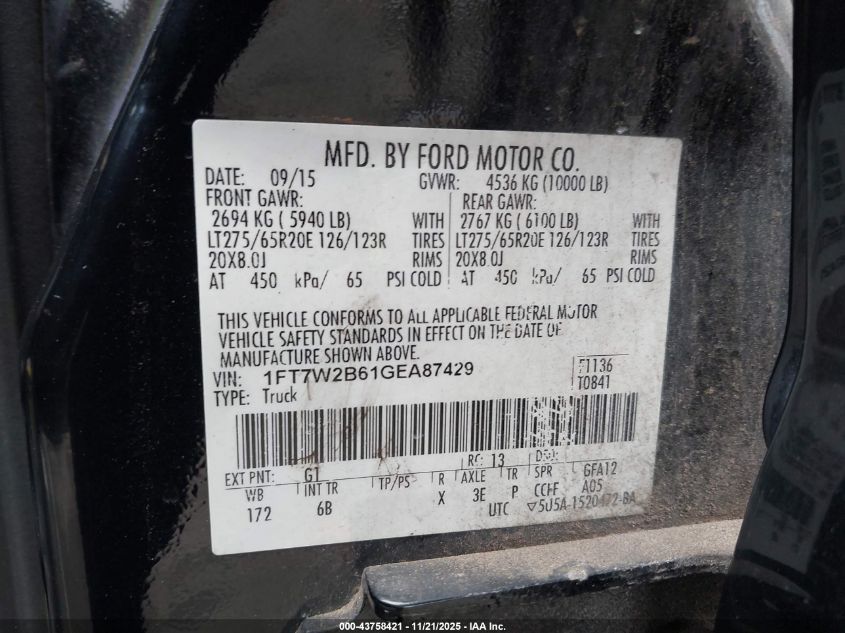 MFD. BY FORD MOTOR CO.
DATE: 09/15 GVWR: 4536 KG (10000 LB)
FRONT GAWR: REAR GAWR:
2694 KG ( 5940 LB) WITH 2767 KG ( 6100 LB) WITH
LT275/65R20E 126/123R TIRES LT275/65R20E 126/123R TIRES
20X8.0J RIMS 20X8.0J RIMS
AT 450 kPa/ 65 PSI COLD AT 450 kPa/ 65 PSI COLD
THIS VEHICLE CONFORMS TO ALL APPLICABLE FEDERAL MOTOR
VEHICLE SAFETY STANDARDS IN EFFECT ON THE DATE OF
MANUFACTURE SHOWN ABOVE.
VIN: 1FT7W2B61GEA87429 F1136
TYPE: Truck T0841
RC: 13 DSO:
EXT PNT: G1
WB INT TR TP/PS R AXLE TR SPR GFA12
172 6B X 3E P CCHF A05
UTC ▽5U5A-1520472-BA
000-43758421 - 11/21/2025 - IAA Inc.